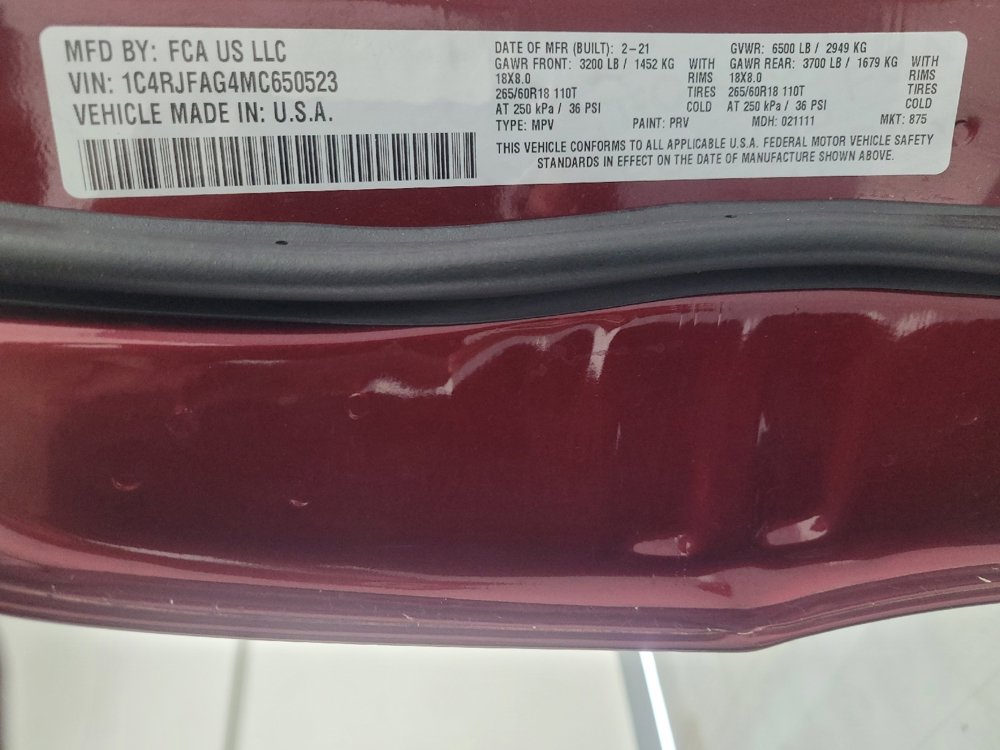 MFD BY: FCA US LLC
VIN: 1C4RJFAG4MC650523
VEHICLE MADE IN: U.S.A.
DATE OF MFR (BUILT): 2-21 GVWR: 6500 LB / 2949 KG
GAWR FRONT: 3200 LB / 1452 KG WITH GAWR REAR: 3700 LB / 1679 KG WITH
18X8.0 RIMS 18X8.0 RIMS
265/60R18 110T TIRES 265/60R18 110T TIRES
AT 250 kPa / 36 PSI COLD AT 250 kPa / 36 PSI COLD
TYPE: MPV PAINT: PRV MDH: 021111 MKT: 875
THIS VEHICLE CONFORMS TO ALL APPLICABLE U.S.A. FEDERAL MOTOR VEHICLE SAFETY
STANDARDS IN EFFECT ON THE DATE OF MANUFACTURE SHOWN ABOVE.